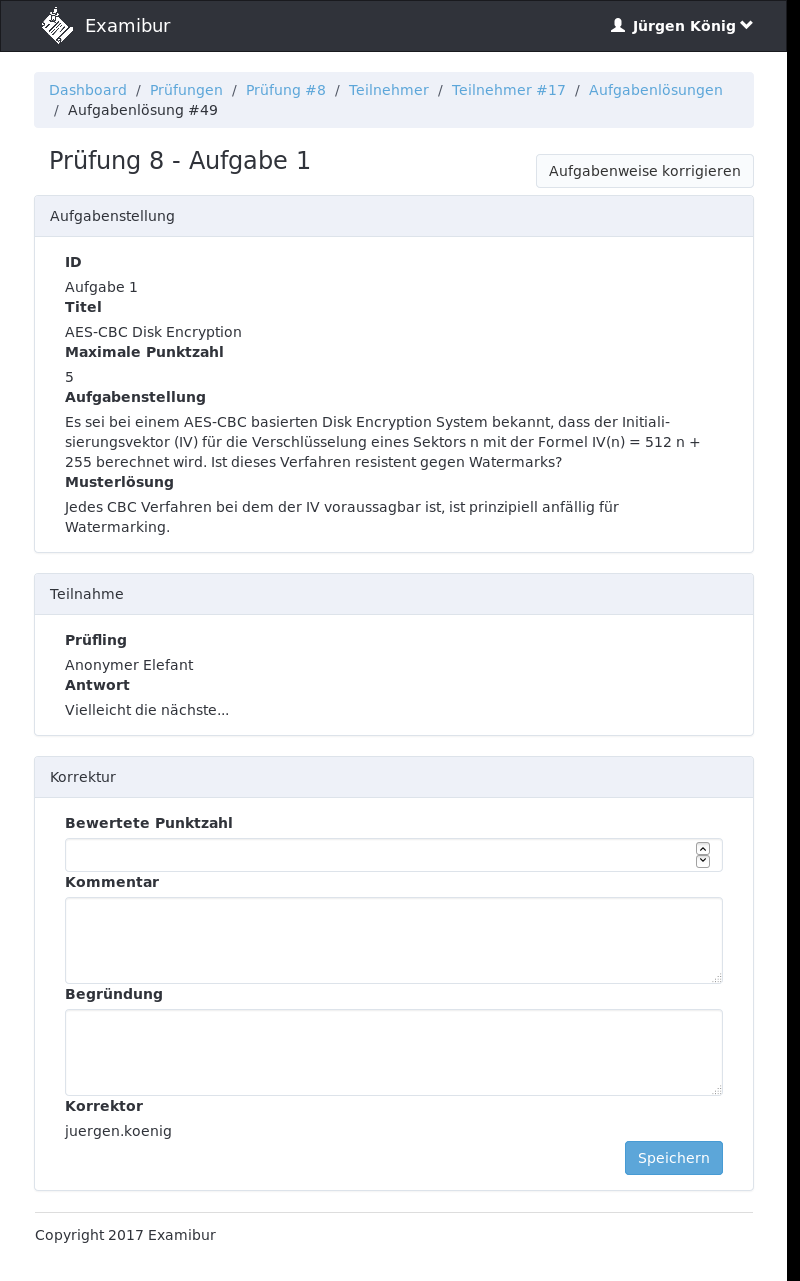 Examibur
Jürgen König
Dashboard / Prüfungen / Prüfung #8 / Teilnehmer / Teilnehmer #17 / Aufgabenlösungen
/ Aufgabenlösung #49
Prüfung 8 - Aufgabe 1
Aufgabenweise korrigieren
Aufgabenstellung
ID
Aufgabe 1
Titel
AES-CBC Disk Encryption
Maximale Punktzahl
5
Aufgabenstellung
Es sei bei einem AES-CBC basierten Disk Encryption System bekannt, dass der Initiali-
sierungsvektor (IV) für die Verschlüsselung eines Sektors n mit der Formel IV(n) = 512 n +
255 berechnet wird. Ist dieses Verfahren resistent gegen Watermarks?
Musterlösung
Jedes CBC Verfahren bei dem der IV voraussagbar ist, ist prinzipiell anfällig für
Watermarking.
Teilnahme
Prüfling
Anonymer Elefant
Antwort
Vielleicht die nächste...
Korrektur
Bewertete Punktzahl
Kommentar
Begründung
Korrektor
juergen.koenig
Speichern
Copyright 2017 Examibur